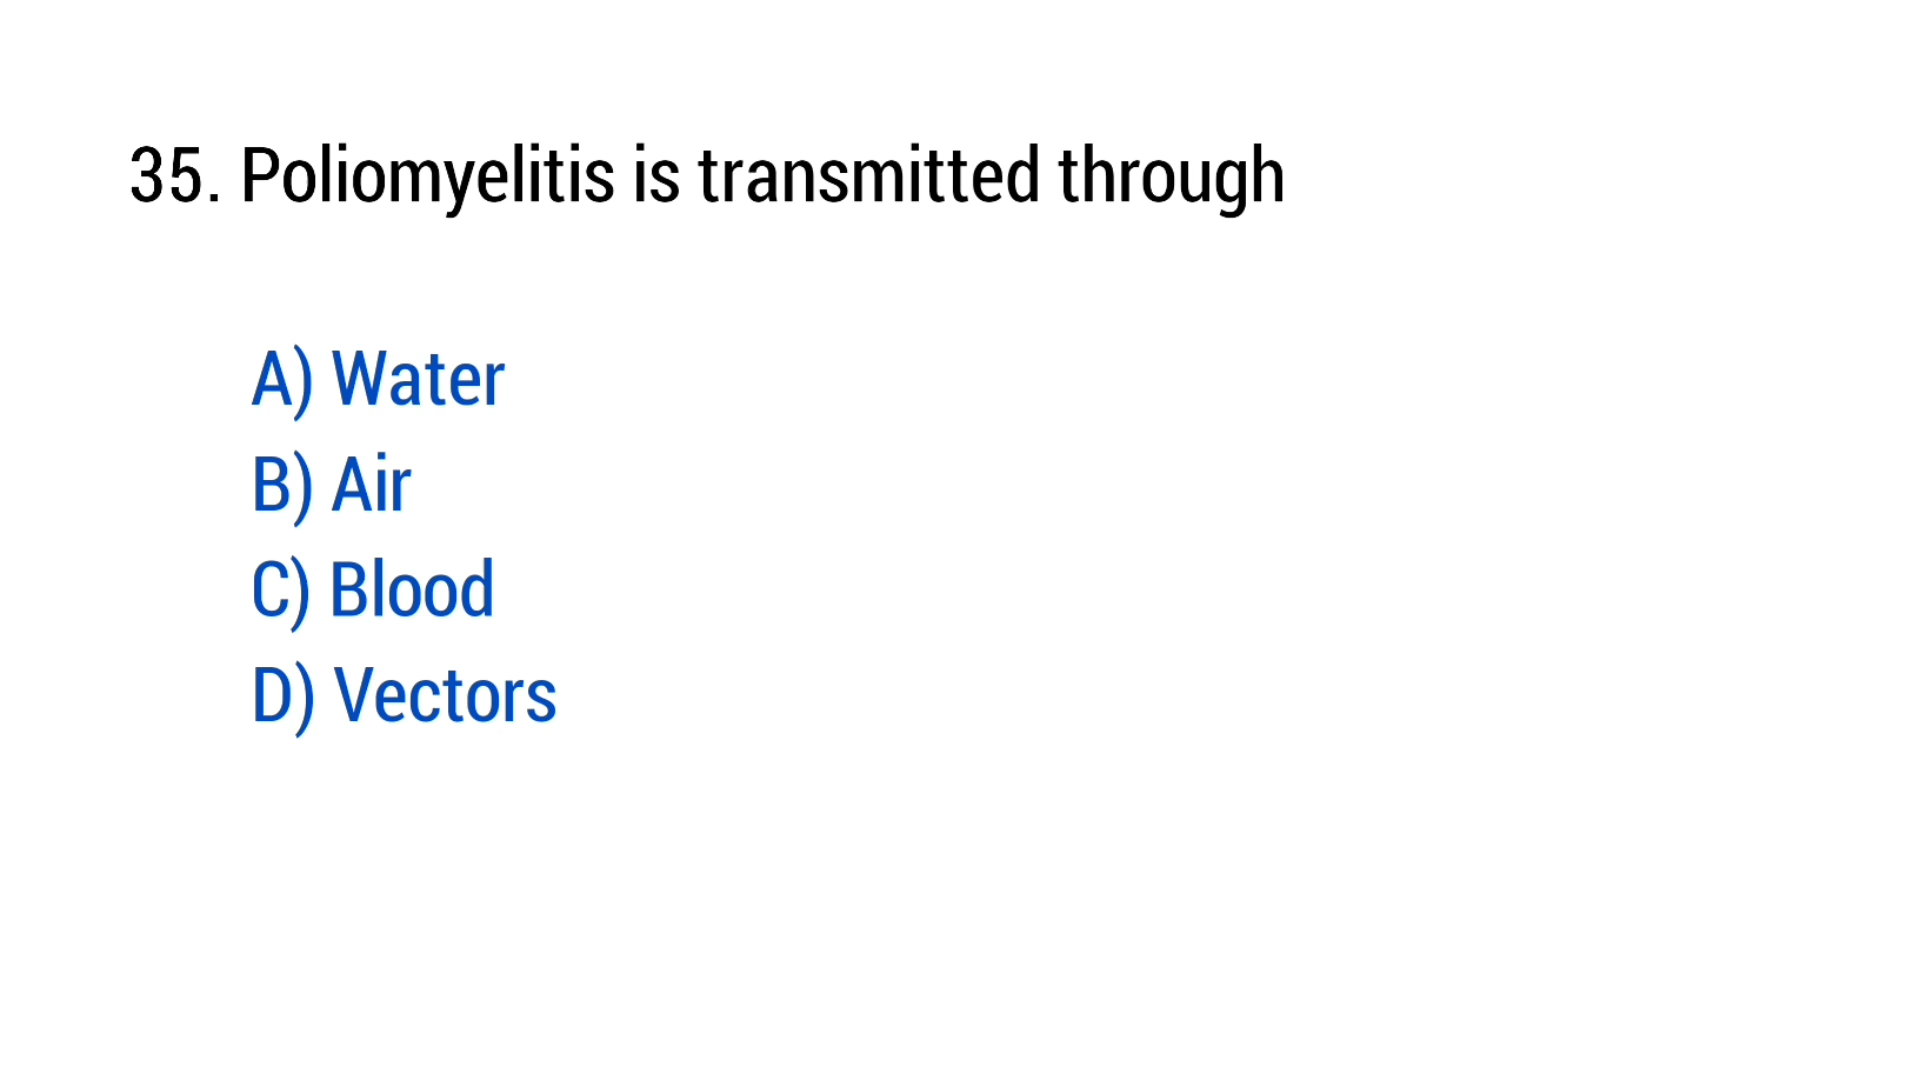 35. Poliomyelitis is transmitted through
A) Water
B) Air
C) Blood
D) Vectors